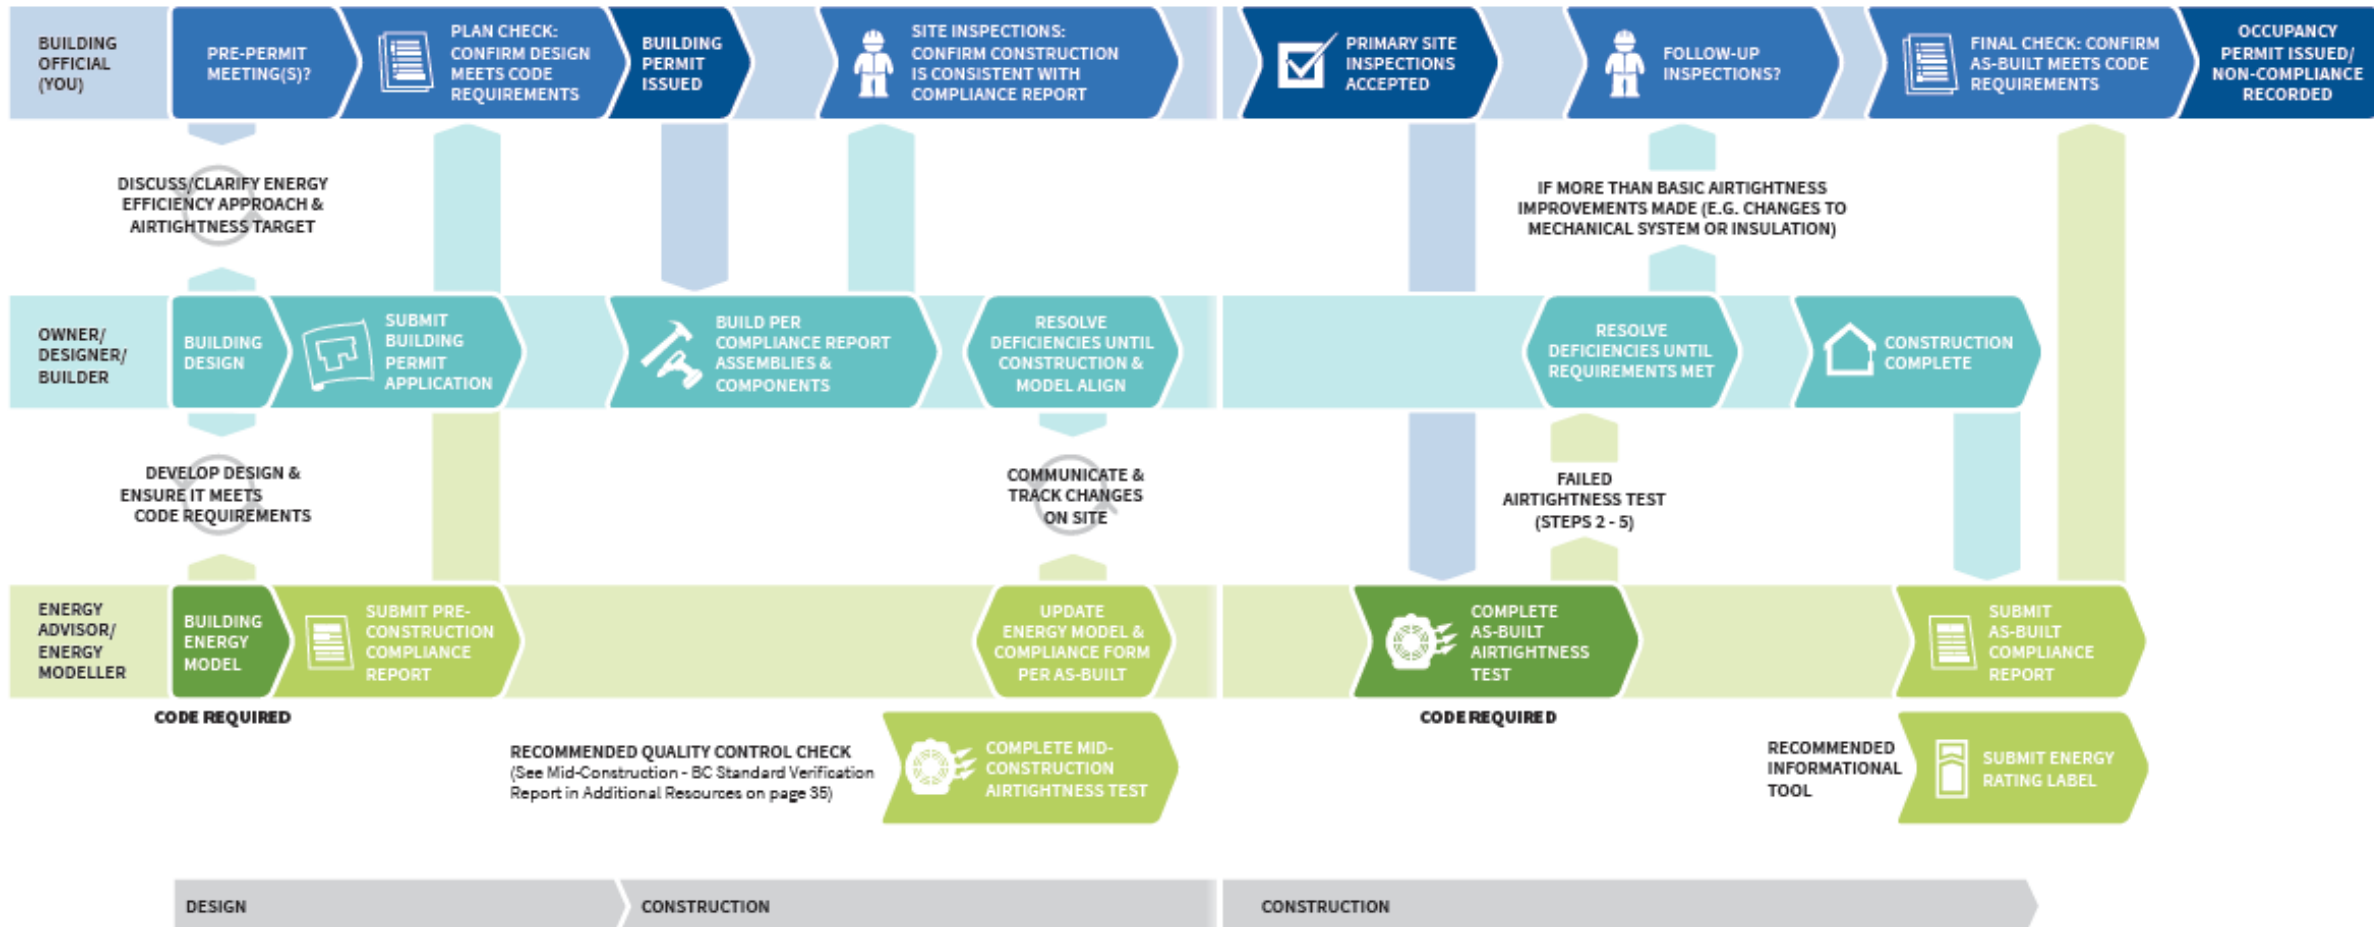 BUILDING
OFFICIAL
(YOU)
PRE-PERMIT
MEETING(S)?
PLAN CHECK:
CONFIRM DESIGN
MEETS CODE
REQUIREMENTS
BUILDING
PERMIT
ISSUED
SITE INSPECTIONS:
CONFIRM CONSTRUCTION
IS CONSISTENT WITH
COMPLIANCE REPORT
PRIMARY SITE
INSPECTIONS
ACCEPTED
FOLLOW-UP
INSPECTIONS?
FINAL CHECK: CONFIRM
AS-BUILT MEETS CODE
REQUIREMENTS
OCCUPANCY
PERMIT ISSUED/
NON-COMPLIANCE
RECORDED
DISCUSS/CLARIFY ENERGY
EFFICIENCY APPROACH &
AIRTIGHTNESS TARGET
IF MORE THAN BASIC AIRTIGHTNESS
IMPROVEMENTS MADE (E.G. CHANGES TO
MECHANICAL SYSTEM OR INSULATION)
OWNER/
DESIGNER/
BUILDER
BUILDING
DESIGN
SUBMIT
BUILDING
PERMIT
APPLICATION
BUILD PER
COMPLIANCE REPORT
ASSEMBLIES &
COMPONENTS
RESOLVE
DEFICIENCIES UNTIL
CONSTRUCTION &
MODEL ALIGN
RESOLVE
DEFICIENCIES UNTIL
REQUIREMENTS MET
CONSTRUCTION
COMPLETE
DEVELOP DESIGN &
ENSURE IT MEETS
CODE REQUIREMENTS
COMMUNICATE &
TRACK CHANGES
ON SITE
FAILED
AIRTIGHTNESS TEST
(STEPS 2 - 5)
ENERGY
ADVISOR/
ENERGY
MODELLER
BUILDING
ENERGY
MODEL
SUBMIT PRE-
CONSTRUCTION
COMPLIANCE
REPORT
UPDATE
ENERGY MODEL &
COMPLIANCE FORM
PER AS-BUILT
COMPLETE
AS-BUILT
AIRTIGHTNESS
TEST
SUBMIT
AS-BUILT
COMPLIANCE
REPORT
CODE REQUIRED
CODE REQUIRED
RECOMMENDED QUALITY CONTROL CHECK
(See Mid-Construction - BC Standard Verification
Report in Additional Resources on page 35)
COMPLETE MID-
CONSTRUCTION
AIRTIGHTNESS TEST
RECOMMENDED
INFORMATIONAL
TOOL
SUBMIT ENERGY
RATING LABEL
DESIGN
CONSTRUCTION
CONSTRUCTION